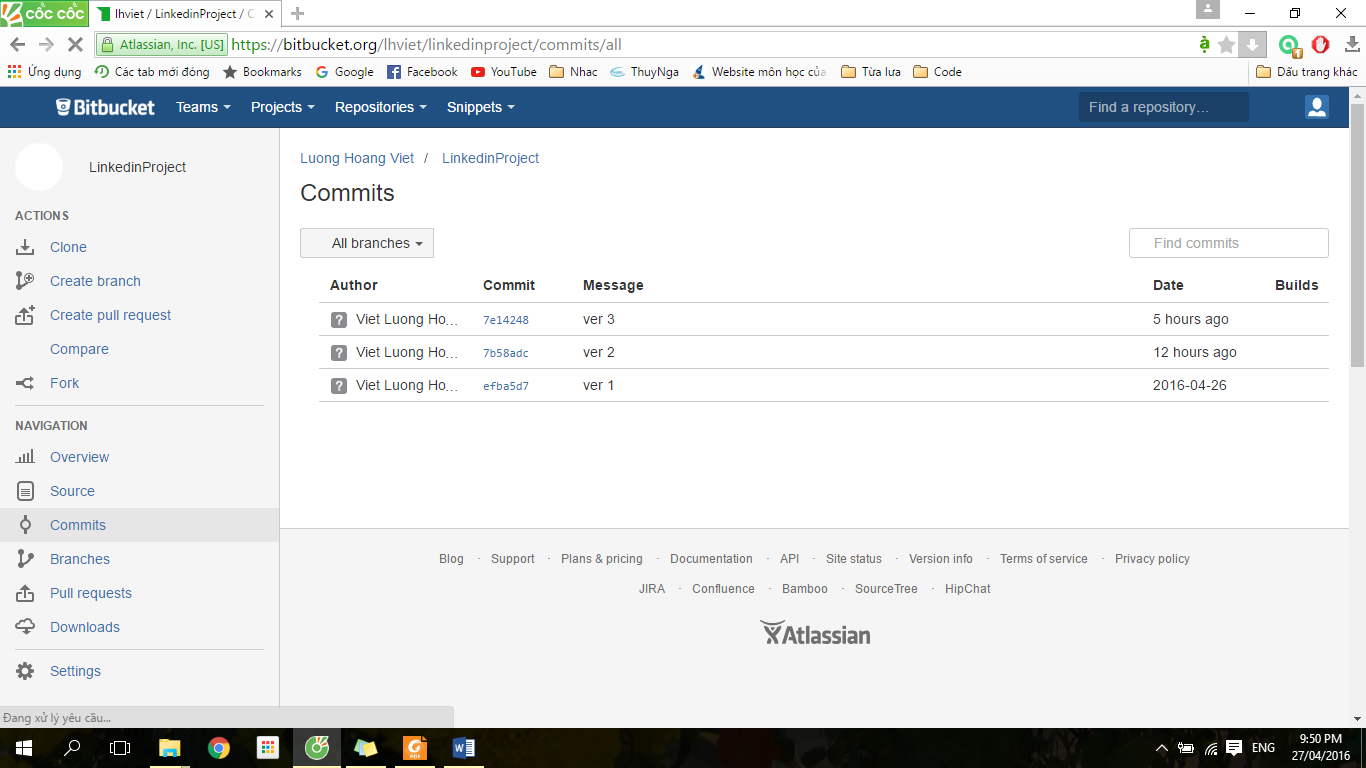 cốc cốc
lhviet / LinkedinProject / C
Atlassian, Inc. [US] https://bitbucket.org/lhviet/linkedinproject/commits/all
Ứng dụng Các tab mới đóng Bookmarks Google Facebook YouTube Nhac ThuyNga Website môn học củа Từa lưa Code Dấu trang khác
Bitbucket Teams Projects Repositories Snippets Find a repository...
LinkedinProject
ACTIONS
Clone
Create branch
Create pull request
Compare
Fork
NAVIGATION
Overview
Source
Commits
Branches
Pull requests
Downloads
Settings
Luong Hoang Viet / LinkedinProject
Commits
All branches Find commits
Author Commit Message Date Builds
Viet Luong Ho... 7e14248 ver 3 5 hours ago
Viet Luong Ho... 7b58adc ver 2 12 hours ago
Viet Luong Ho... efba5d7 ver 1 2016-04-26
Blog · Support · Plans & pricing · Documentation · API · Site status · Version info · Terms of service · Privacy policy
JIRA · Confluence · Bamboo · SourceTree · HipChat
Atlassian
Đang xử lý yêu cầu...
PDF
ENG
9:50 PM
27/04/2016